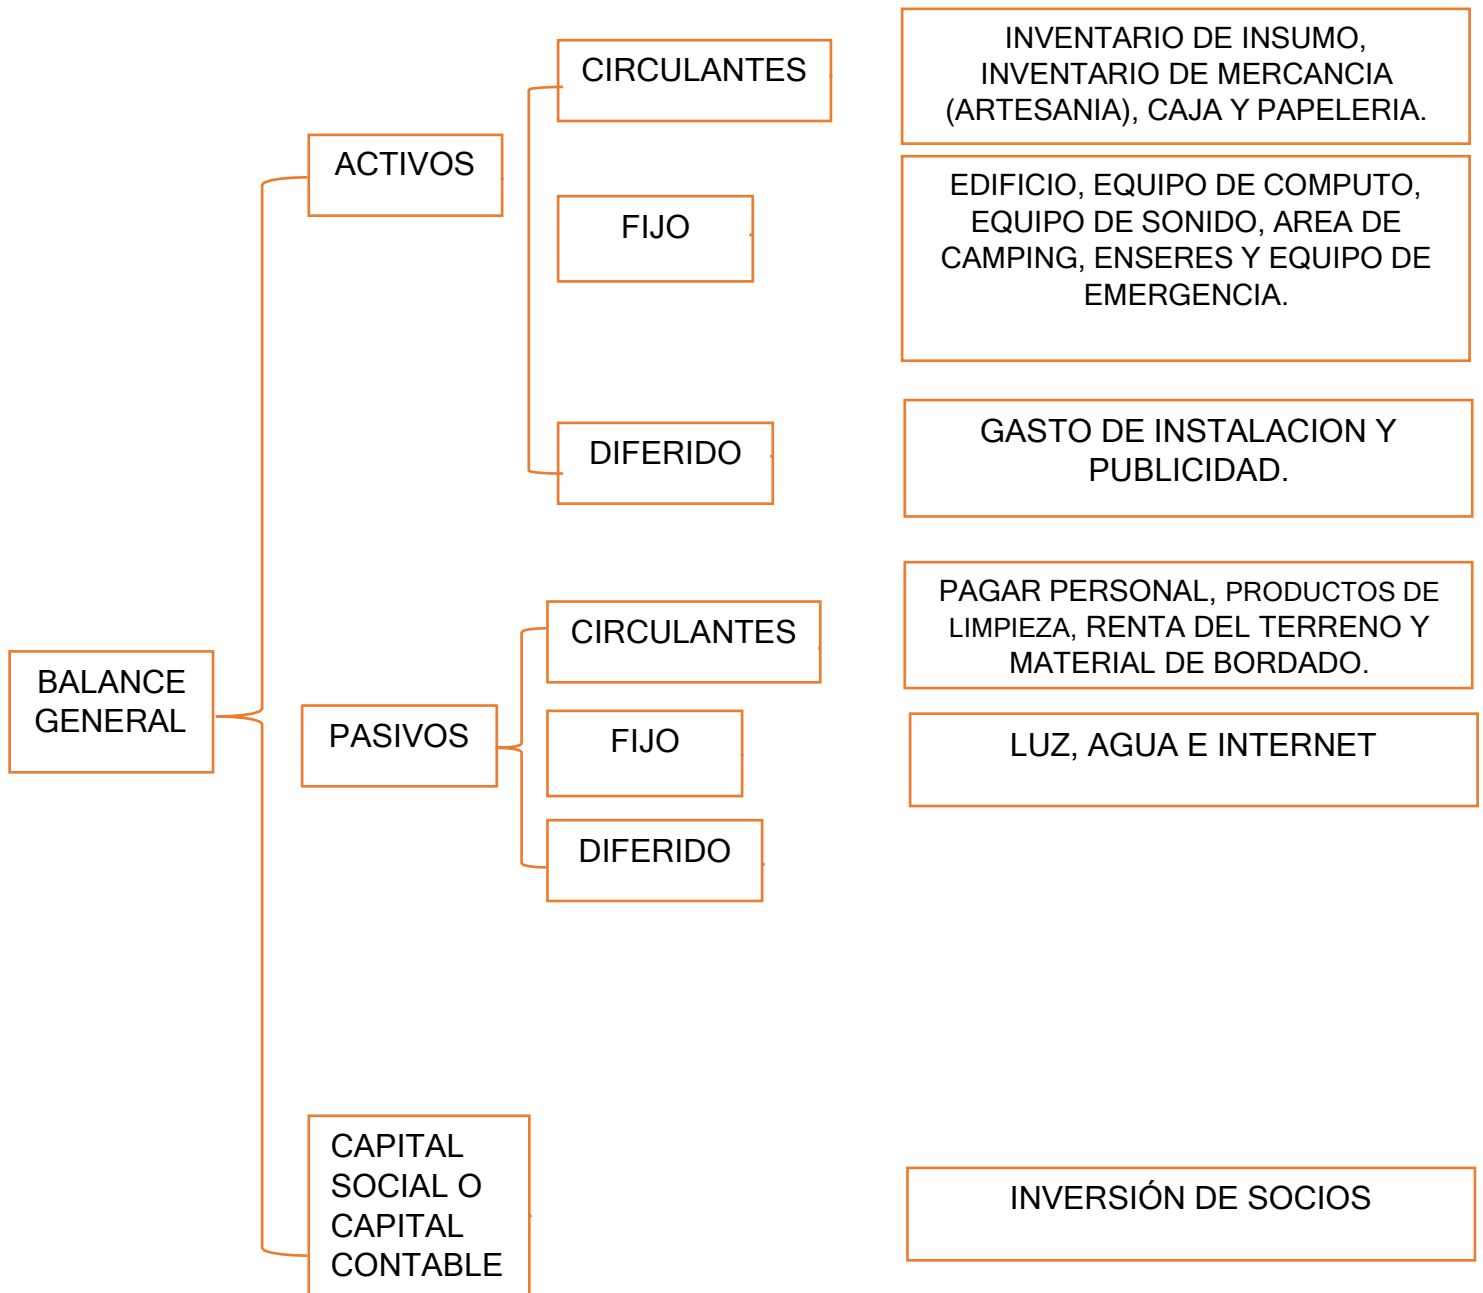 BALANCE
GENERAL
ACTIVOS
CIRCULANTES
INVENTARIO DE INSUMO,
INVENTARIO DE MERCANCIA
(ARTESANIA), CAJA Y PAPELERIA.
FIJO
EDIFICIO, EQUIPO DE COMPUTO,
EQUIPO DE SONIDO, AREA DE
CAMPING, ENSERES Y EQUIPO DE
EMERGENCIA.
DIFERIDO
GASTO DE INSTALACION Y
PUBLICIDAD.
PASIVOS
CIRCULANTES
PAGAR PERSONAL, PRODUCTOS DE
LIMPIEZA, RENTA DEL TERRENO Y
MATERIAL DE BORDADO.
FIJO
LUZ, AGUA E INTERNET
DIFERIDO
CAPITAL
SOCIAL O
CAPITAL
CONTABLE
INVERSIÓN DE SOCIOS